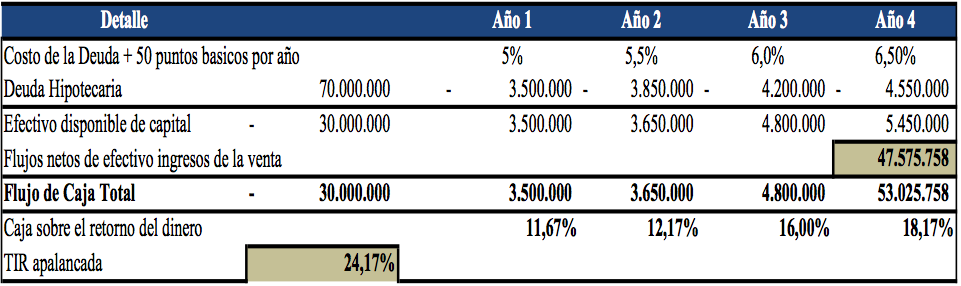 Detalle Año 1 Año 2 Año 3 Año 4
Costo de la Deuda + 50 puntos basicos por año 5% 5,5% 6,0% 6,50%
Deuda Hipotecaria 70.000.000 - 3.500.000 - 3.850.000 - 4.200.000 - 4.550.000
Efectivo disponible de capital - 30.000.000 3.500.000 3.650.000 4.800.000 5.450.000
Flujos netos de efectivo ingresos de la venta 47.575.758
Flujo de Caja Total - 30.000.000 3.500.000 3.650.000 4.800.000 53.025.758
Caja sobre el retorno del dinero 11,67% 12,17% 16,00% 18,17%
TIR apalancada 24,17%